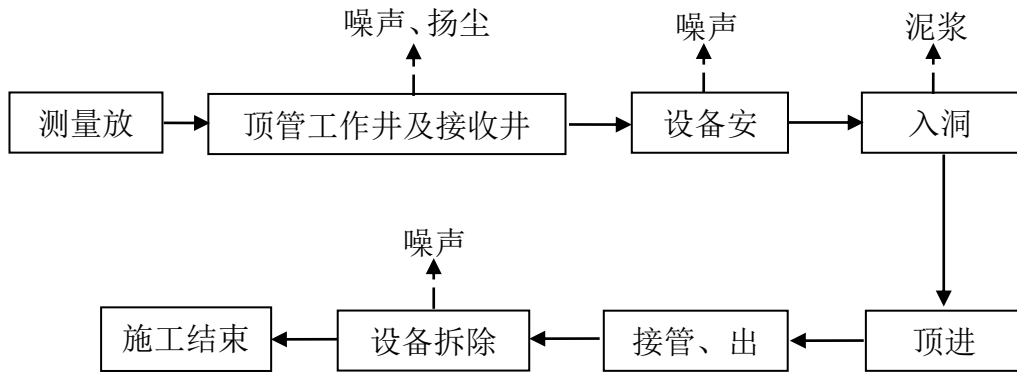 噪声、扬尘
噪声
泥浆
测量放
顶管工作井及接收井
设备安
入洞
噪声
施工结束
设备拆除
接管、出
顶进